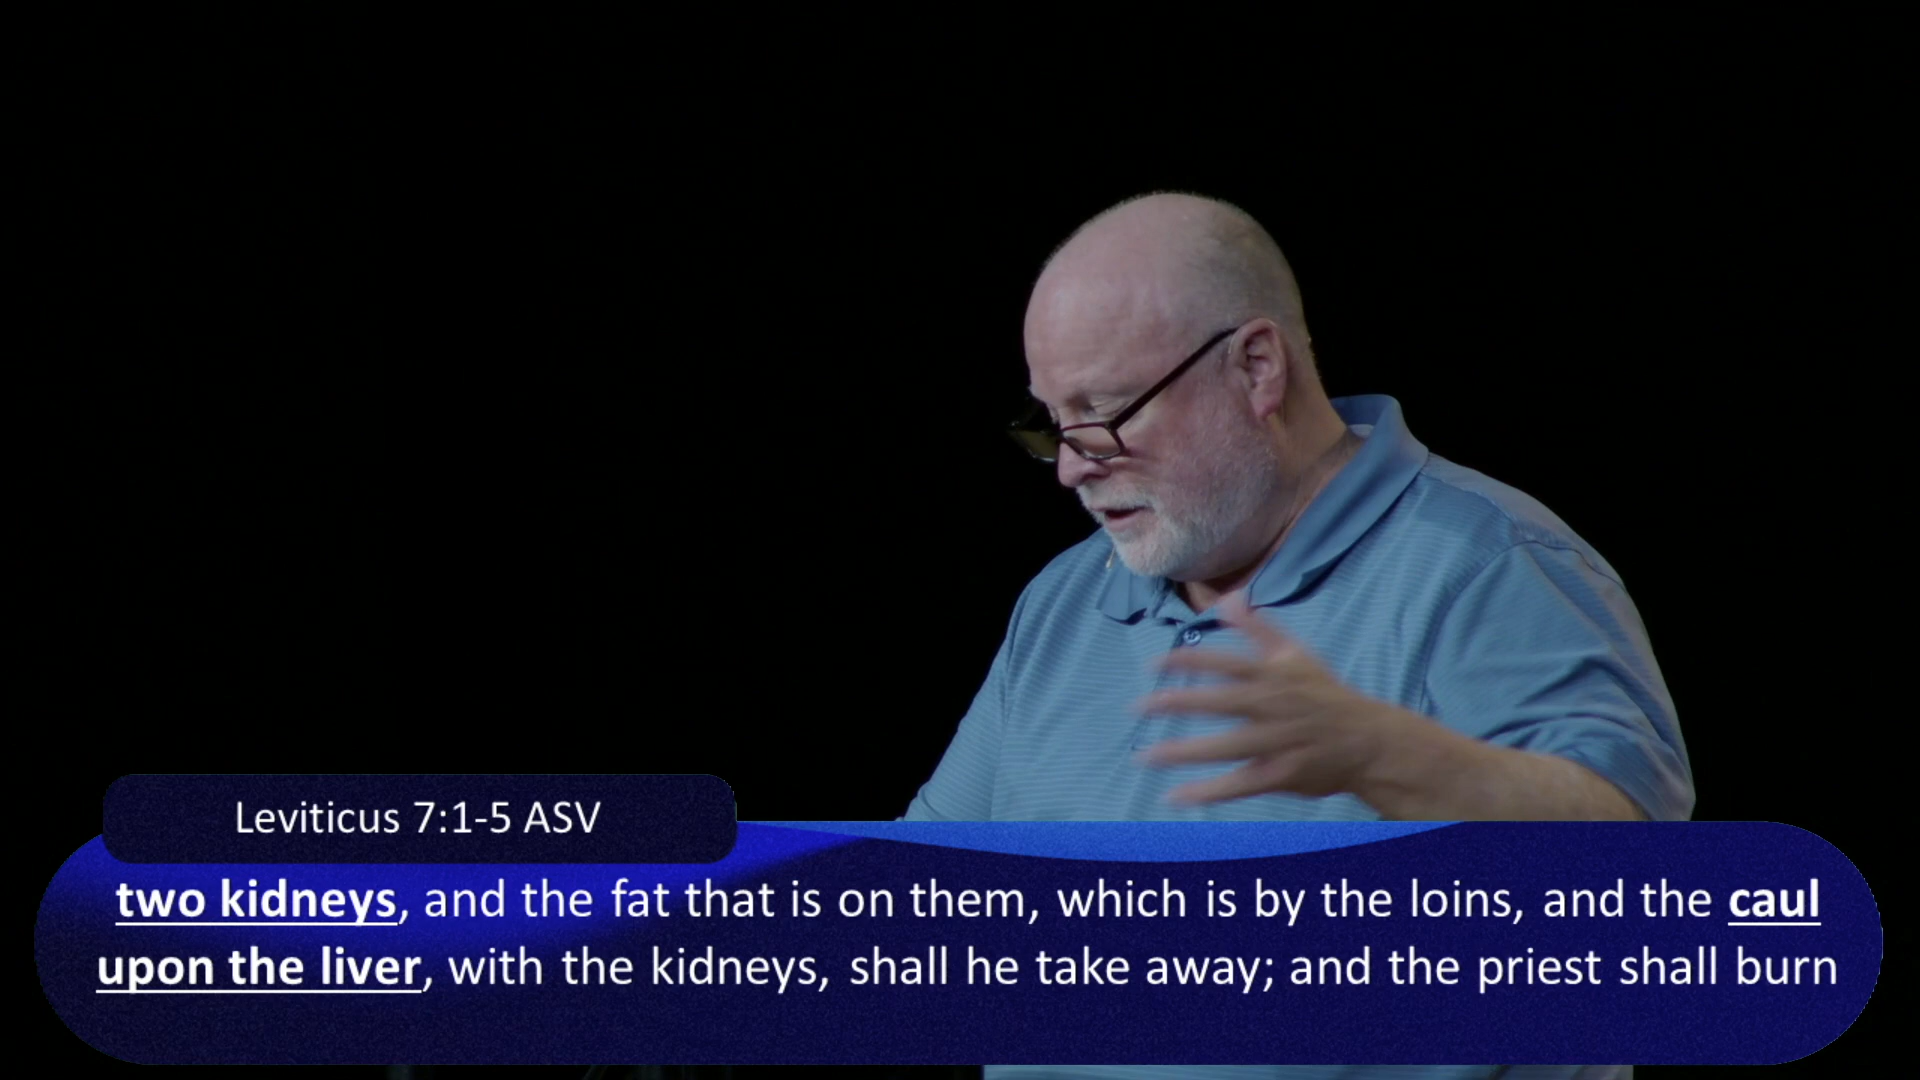 Leviticus 7:1-5 ASV
two kidneys, and the fat that is on them, which is by the loins, and the caul
upon the liver, with the kidneys, shall he take away; and the priest shall burn